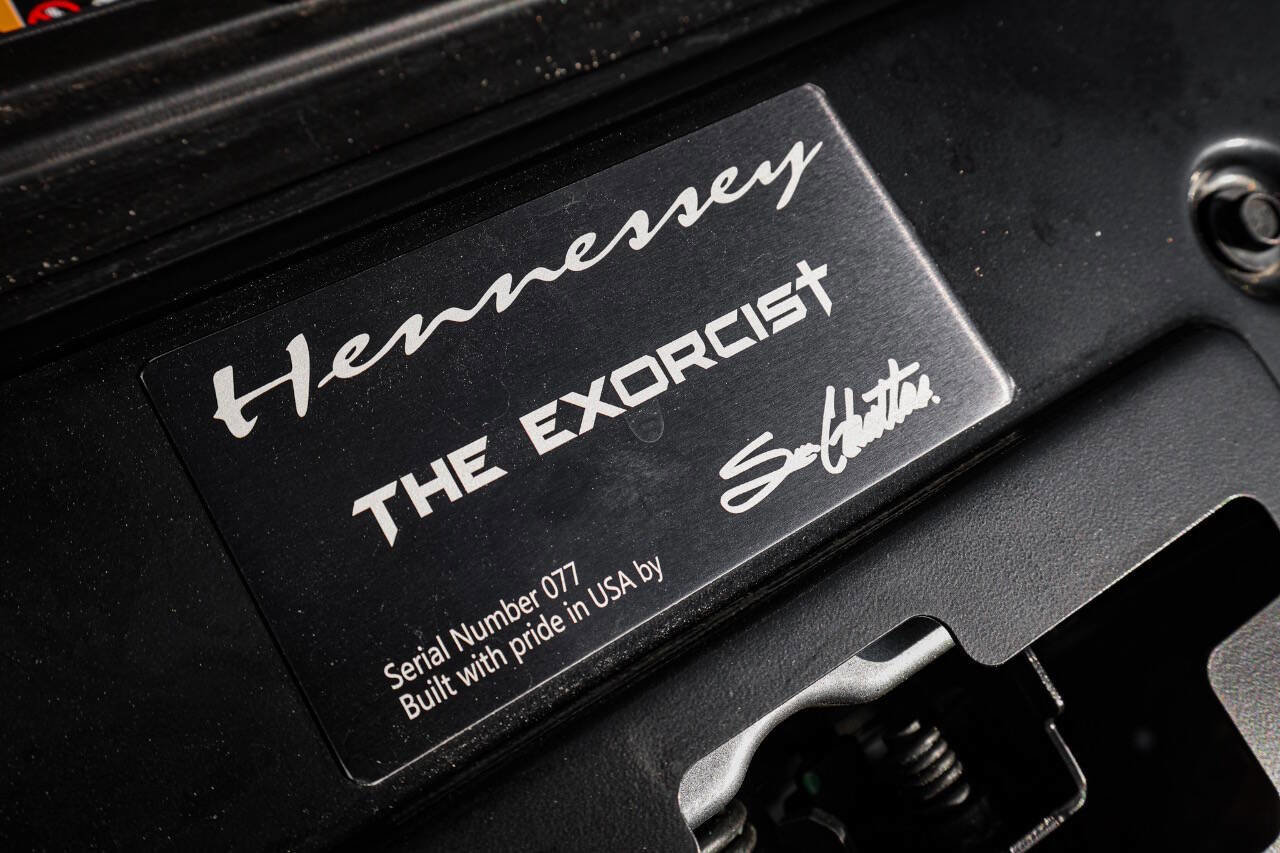 Hennessey
THE EXORCIST
Serial Number 077
Built with pride in USA by